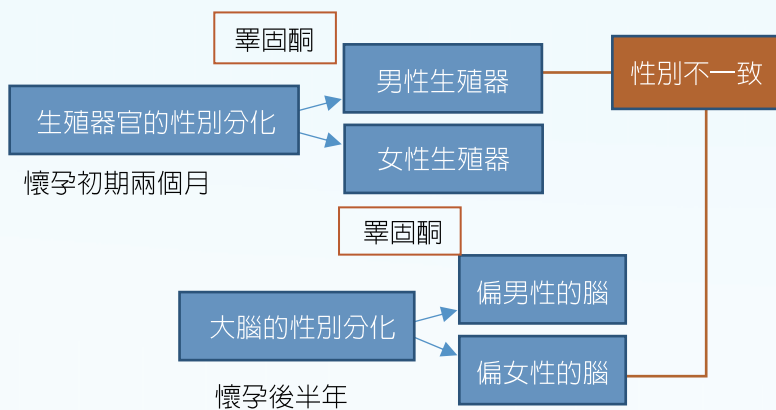 睪固酮
男性生殖器
性別不一致
生殖器官的性別分化
女性生殖器
懷孕初期兩個月
睪固酮
偏男性的腦
大腦的性別分化
偏女性的腦
懷孕後半年